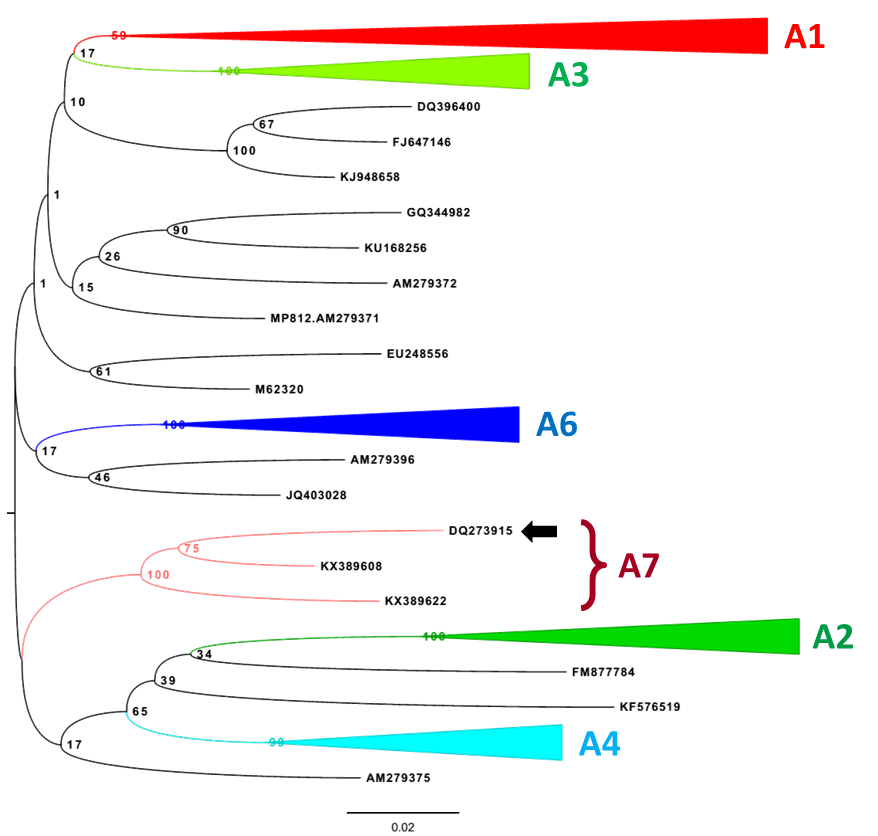 59
A1
17
100
A3
10
DQ396400
67
FJ647146
100
KJ948658
1
GQ344982
90
KU168256
26
AM279372
1
15
MP812.AM279371
EU248556
61
M62320
100
A6
17
AM279396
46
JQ403028
DQ273915
75
KX389608
A7
100
KX389622
100
A2
34
FM877784
39
KF576519
65
99
A4
17
AM279375
0.02